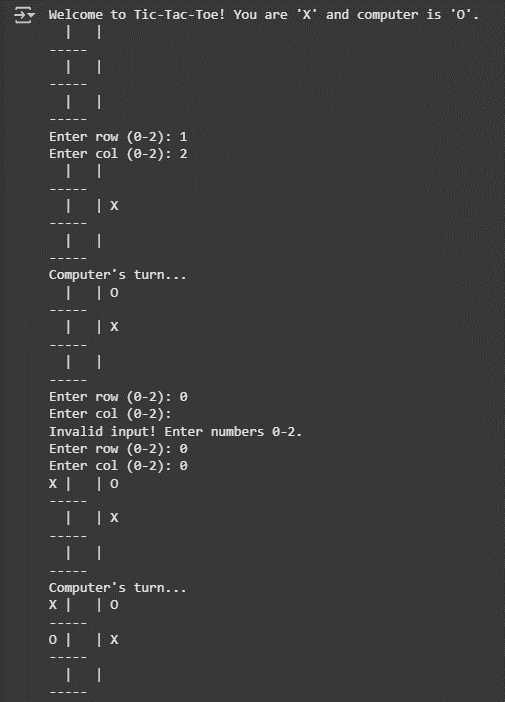 Welcome to Tic-Tac-Toe! You are 'X' and computer is 'O'.
  |   |
-----
  |   |
-----
  |   |
-----
Enter row (0-2): 1
Enter col (0-2): 2
  |   |
-----
  |   | X
-----
  |   |
-----
Computer's turn...
  |   | O
-----
  |   | X
-----
  |   |
-----
Enter row (0-2): 0
Enter col (0-2):
Invalid input! Enter numbers 0-2.
Enter row (0-2): 0
Enter col (0-2): 0
X |   | O
-----
  |   | X
-----
  |   |
-----
Computer's turn...
X |   | O
-----
O |   | X
-----
  |   |
-----